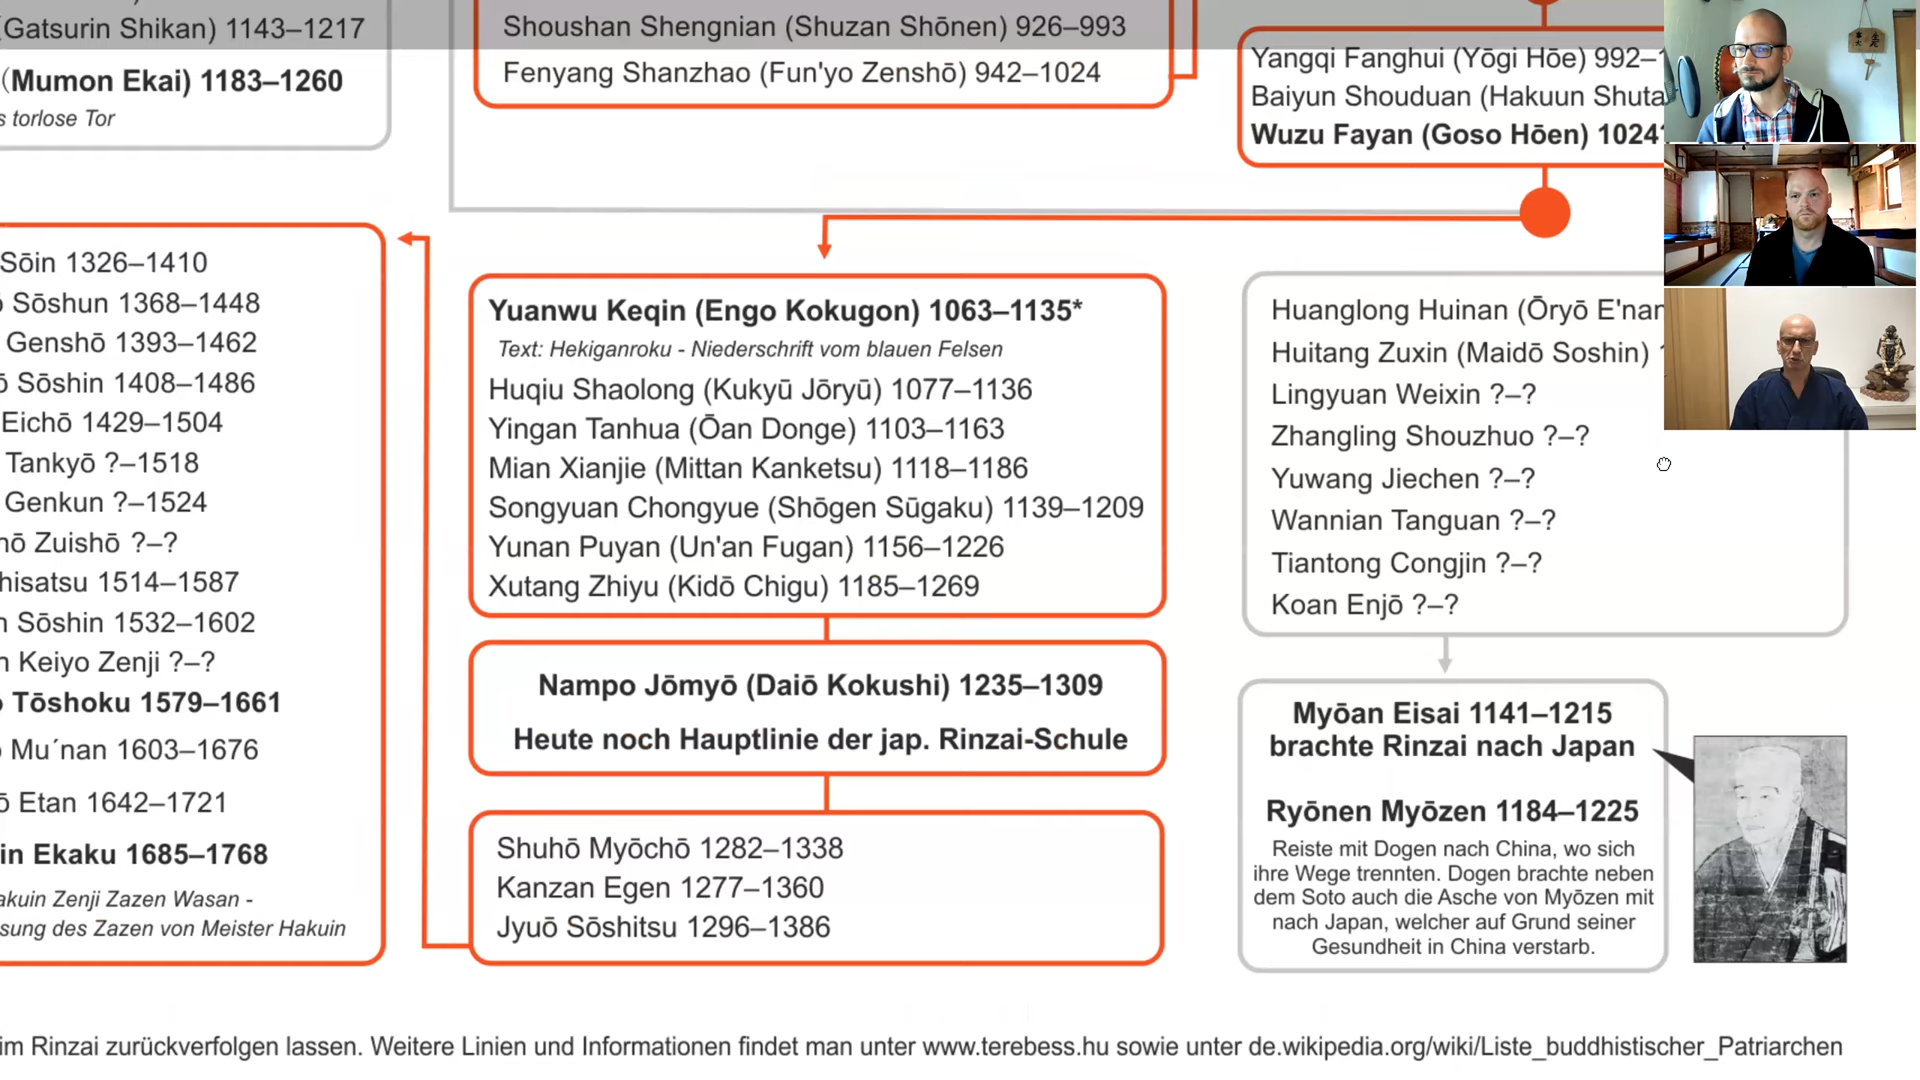 (Gatsurin Shikan) 1143–1217
(Mumon Ekai) 1183–1260
s torlose Tor
Sōin 1326–1410
ō Sōshun 1368–1448
Genshō 1393–1462
ō Sōshin 1408–1486
Eichō 1429–1504
Tankyō ?–1518
Genkun ?–1524
hō Zuishō ?–?
hisatsu 1514–1587
n Sōshin 1532–1602
n Keiyo Zenji ?–?
o Tōshoku 1579–1661
o Mu´nan 1603–1676
ō Etan 1642–1721
in Ekaku 1685–1768
akuin Zenji Zazen Wasan -
sung des Zazen von Meister Hakuin
Shoushan Shengnian (Shuzan Shōnen) 926–993
Fenyang Shanzhao (Fun'yo Zenshō) 942–1024
Yuanwu Keqin (Engo Kokugon) 1063–1135*
Text: Hekiganroku - Niederschrift vom blauen Felsen
Huqiu Shaolong (Kukyū Jōryū) 1077–1136
Yingan Tanhua (Ōan Donge) 1103–1163
Mian Xianjie (Mittan Kanketsu) 1118–1186
Songyuan Chongyue (Shōgen Sūgaku) 1139–1209
Yunan Puyan (Un'an Fugan) 1156–1226
Xutang Zhiyu (Kidō Chigu) 1185–1269
Nampo Jōmyō (Daiō Kokushi) 1235–1309
Heute noch Hauptlinie der jap. Rinzai-Schule
Shuhō Myōchō 1282–1338
Kanzan Egen 1277–1360
Jyuō Sōshitsu 1296–1386
Yangqi Fanghui (Yōgi Hōe) 992–
Baiyun Shouduan (Hakuun Shuta
Wuzu Fayan (Goso Hōen) 1024
Huanglong Huinan (Ōryō E'nan
Huitang Zuxin (Maidō Soshin)
Lingyuan Weixin ?–?
Zhangling Shouzhuo ?–?
Yuwang Jiechen ?–?
Wannian Tanguan ?–?
Tiantong Congjin ?–?
Koan Enjō ?–?
Myōan Eisai 1141–1215
brachte Rinzai nach Japan
Ryōnen Myōzen 1184–1225
Reiste mit Dogen nach China, wo sich
ihre Wege trennten. Dogen brachte neben
dem Soto auch die Asche von Myōzen mit
nach Japan, welcher auf Grund seiner
Gesundheit in China verstarb.
im Rinzai zurückverfolgen lassen. Weitere Linien und Informationen findet man unter www.terebess.hu sowie unter de.wikipedia.org/wiki/Liste_buddhistischer_Patriarchen